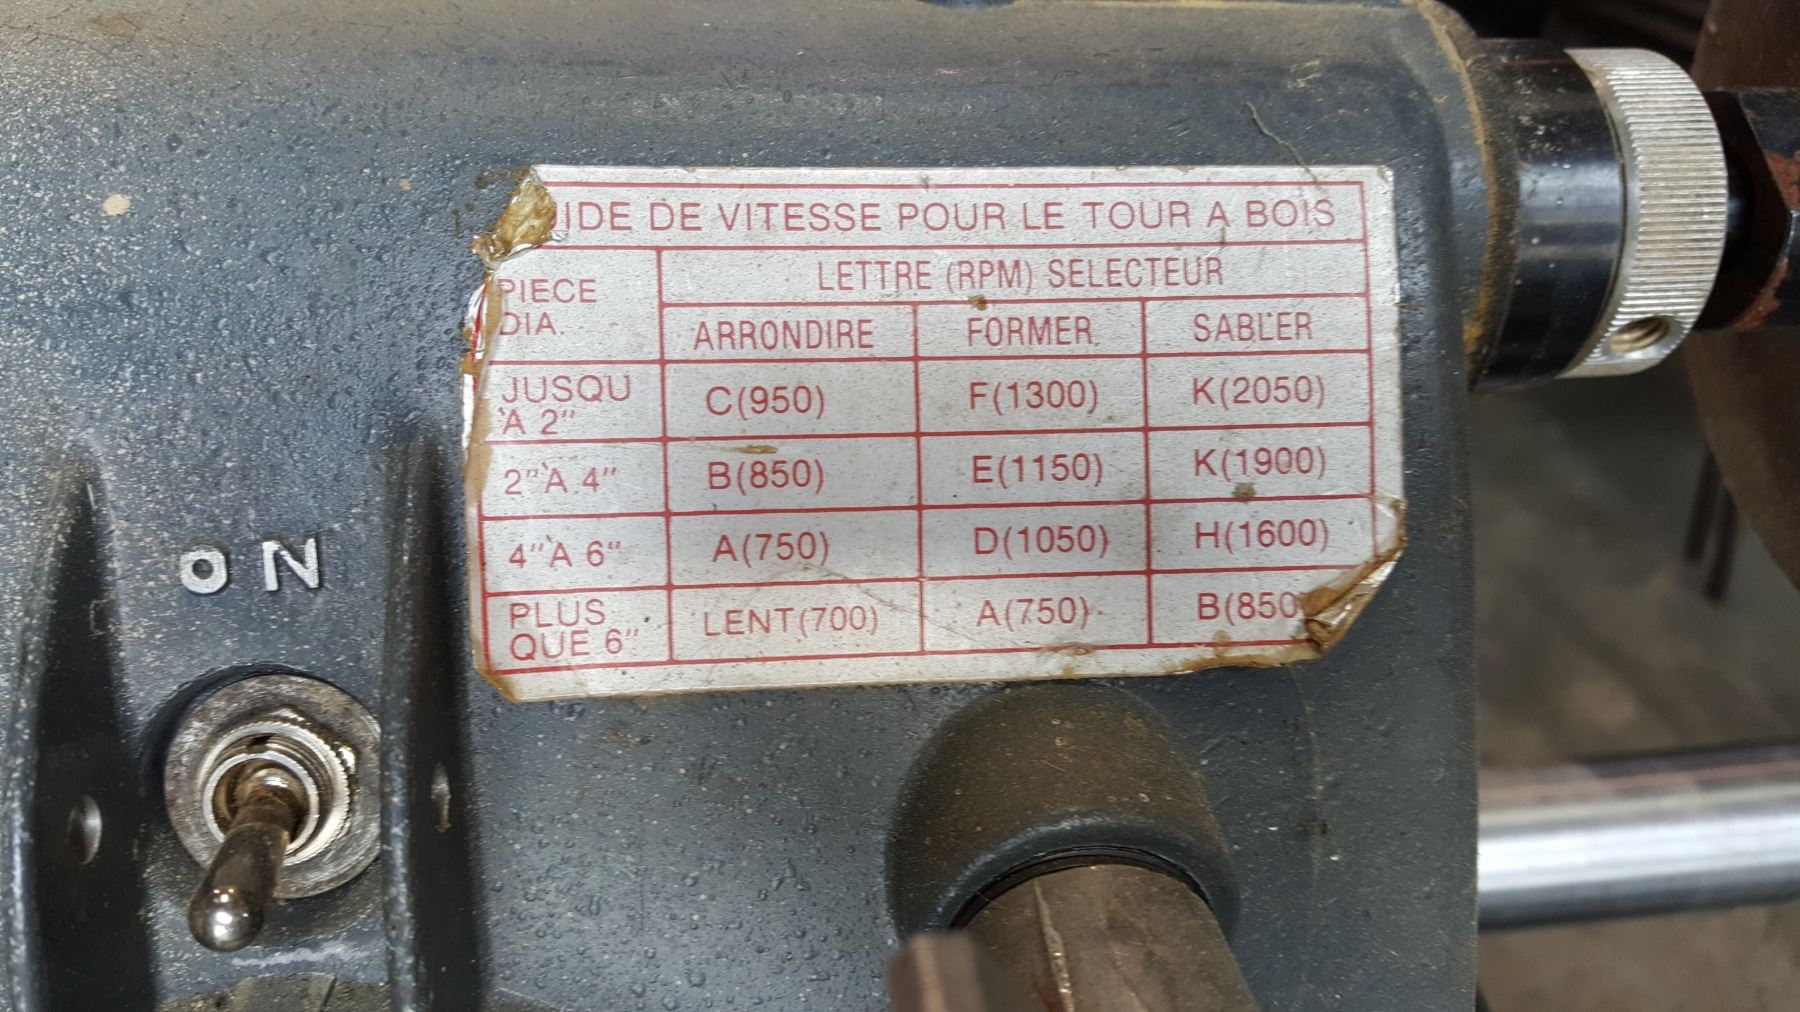 IDE DE VITESSE POUR LE TOUR A BOIS
PIECE
DIA.
LETTRE (RPM) SELECTEUR
ARRONDIRE FORMER SABLER
JUSQU
'A 2" C(950) F(1300) K(2050)
2"'A 4" B(850) E(1150) K(1900)
4"'A 6" A(750) D(1050) H(1600)
PLUS
QUE 6" LENT(700) A(750) B(850
ON